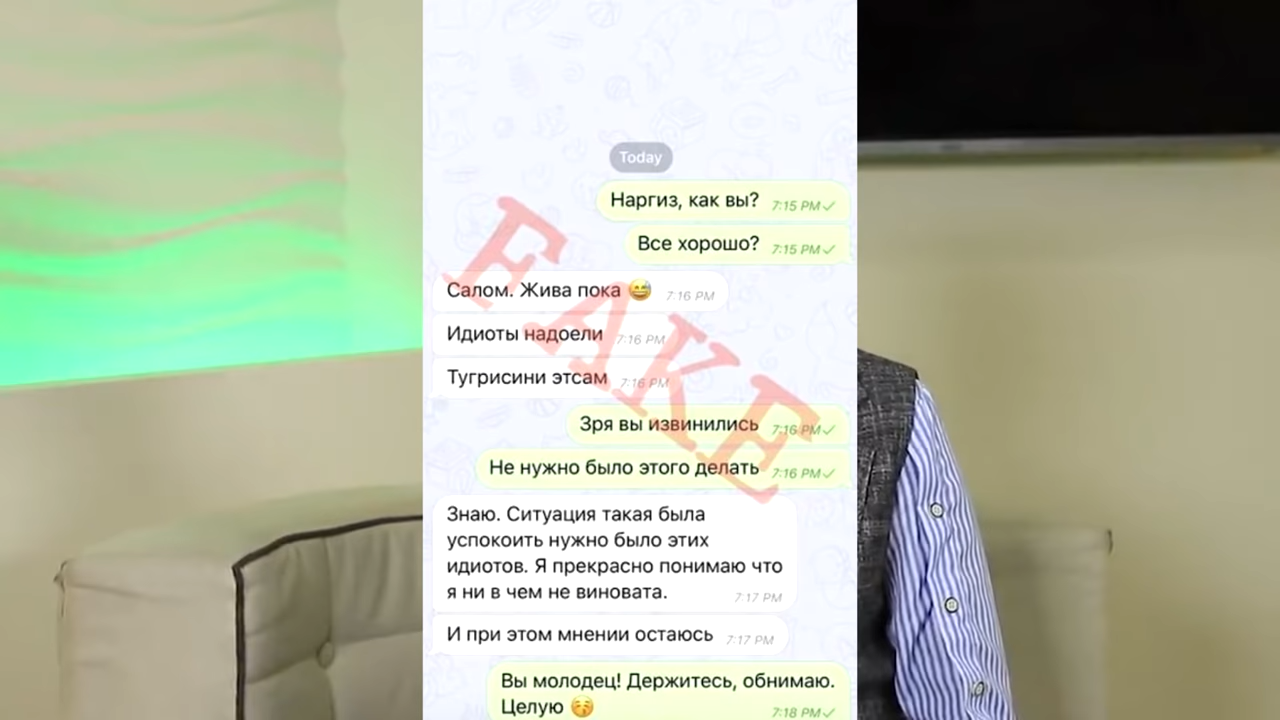 Today
Наргиз, как вы? 7:15 PM
Все хорошо? 7:15 PM
Салом. Жива пока 😅 7:16 PM
Идиоты надоели 7:16 PM
Тугрисини этсам 7:16 PM
FAKE
Зря вы извинились 7:16 PM
Не нужно было этого делать 7:16 PM
Знаю. Ситуация такая была
успокоить нужно было этих
идиотов. Я прекрасно понимаю что
я ни в чем не виновата. 7:17 PM
И при этом мнении остаюсь 7:17 PM
Вы молодец! Держитесь, обнимаю.
Целую 😚 7:18 PM